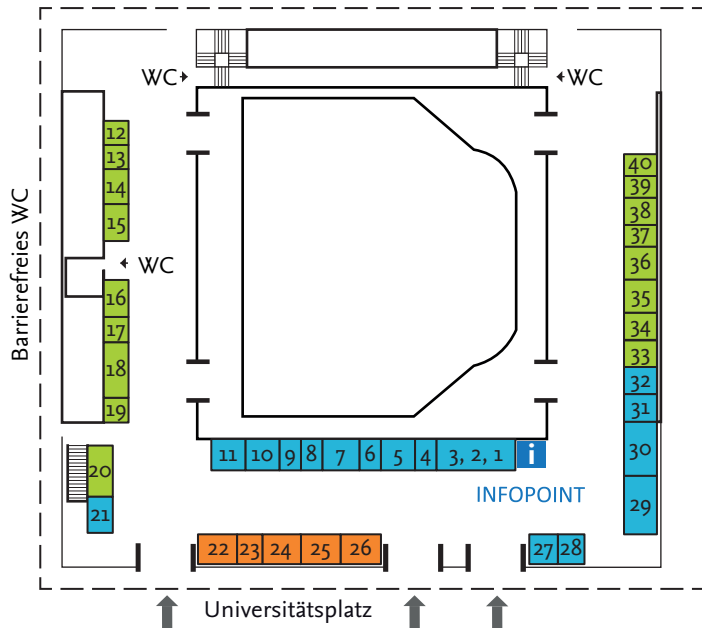 WC
WC
12
13
14
15
WC
16
17
18
19
20
21
Barrierefreies WC
40
39
38
37
36
35
34
33
32
31
30
29
11 10 9 8 7 6 5 4 3, 2, 1 i
INFOPOINT
22 23 24 25 26
27 28
Universitätsplatz